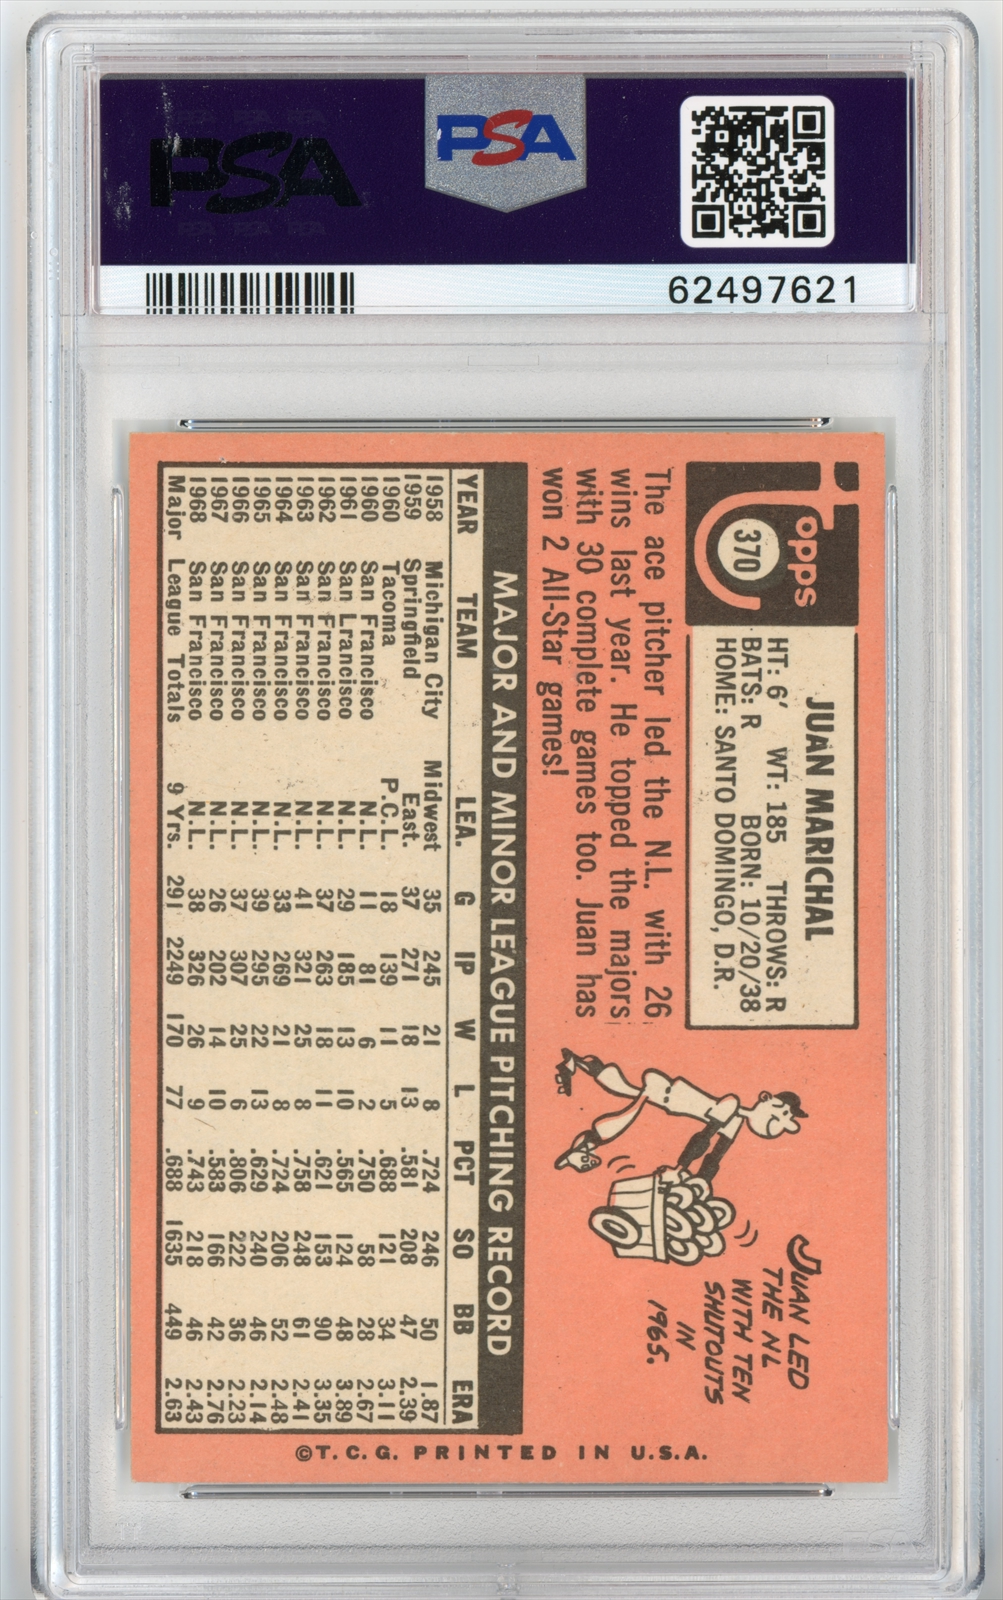 PSA
PSA
62497621
Topps
370
JUAN MARICHAL
HT: 6' WT: 185 THROWS: R
BATS: R BORN: 10/20/38
HOME: SANTO DOMINGO, D.R.
The ace pitcher led the N.L. with 26
wins last year. He topped the majors
with 30 complete games too. Juan has
won 2 All-Star games!
JUAN LED
THE NL
WITH TEN
SHUTOUTS
IN
1965.
MAJOR AND MINOR LEAGUE PITCHING RECORD
YEAR TEAM LEA. G IP W L PCT SO BB ERA
1958 Michigan City Midwest 35 245 21 8 .724 246 50 1.87
1959 Springfield East. 37 271 18 13 .581 208 47 2.39
1960 Tacoma P.C.L. 18 139 11 5 .688 121 34 3.11
1960 San Francisco N.L. 11 81 6 2 .750 58 28 2.67
1961 San Lrancisco N.L. 29 185 13 10 .565 124 48 3.89
1962 San Francisco N.L. 37 263 18 11 .621 153 90 3.35
1963 San Francisco N.L. 41 321 25 8 .758 248 61 2.41
1964 San Francisco N.L. 33 269 21 8 .724 206 52 2.48
1965 San Francisco N.L. 39 295 22 13 .629 240 46 2.14
1966 San Francisco N.L. 37 307 25 6 .806 222 36 2.23
1967 San Francisco N.L. 26 202 14 10 .583 166 42 2.76
1968 San Francisco N.L. 38 326 26 9 .743 218 46 2.43
Major League Totals 9 Yrs. 291 2249 170 77 .688 1635 449 2.63
©T.C.G. PRINTED IN U.S.A.